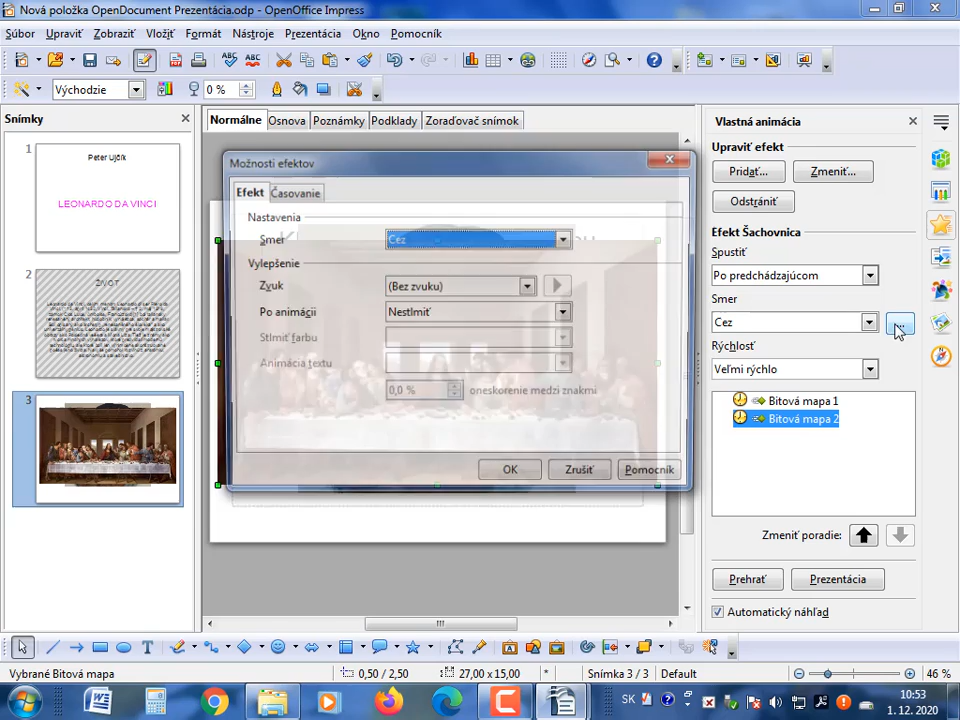 Nová položka OpenDocument Prezentácia.odp - OpenOffice Impress
Súbor Upraviť Zobraziť Vložiť Formát Nástroje Prezentácia Okno Pomocník
Východzie 0 %
Snímky
Normálne Osnova Poznámky Podklady Zoraďovač snímok
1
Peter Ujčík
LEONARDO DA VINCI
2
ŽIVOT
3
Možnosti efektov
Efekt Časovanie
Nastavenia
Smer Cez
Vylepšenie
Zvuk (Bez zvuku)
Po animácii Nestlmiť
Stlmiť farbu
Animácia textu
0,0 % oneskorenie medzi znakmi
OK Zrušiť Pomocník
Vlastná animácia
Upraviť efekt
Pridať... Zmeniť...
Odstrániť
Efekt Šachovnica
Spustiť
Po predchádzajúcom
Smer
Cez ...
Rýchlosť
Veľmi rýchlo
Bitová mapa 1
Bitová mapa 2
Zmeniť poradie:
Prehrať Prezentácia
Automatický náhľad
Vybrané Bitová mapa 0,50 / 2,50 27,00 x 15,00 * Snímka 3 / 3 Default 46 %
SK 10:53
1. 12. 2020